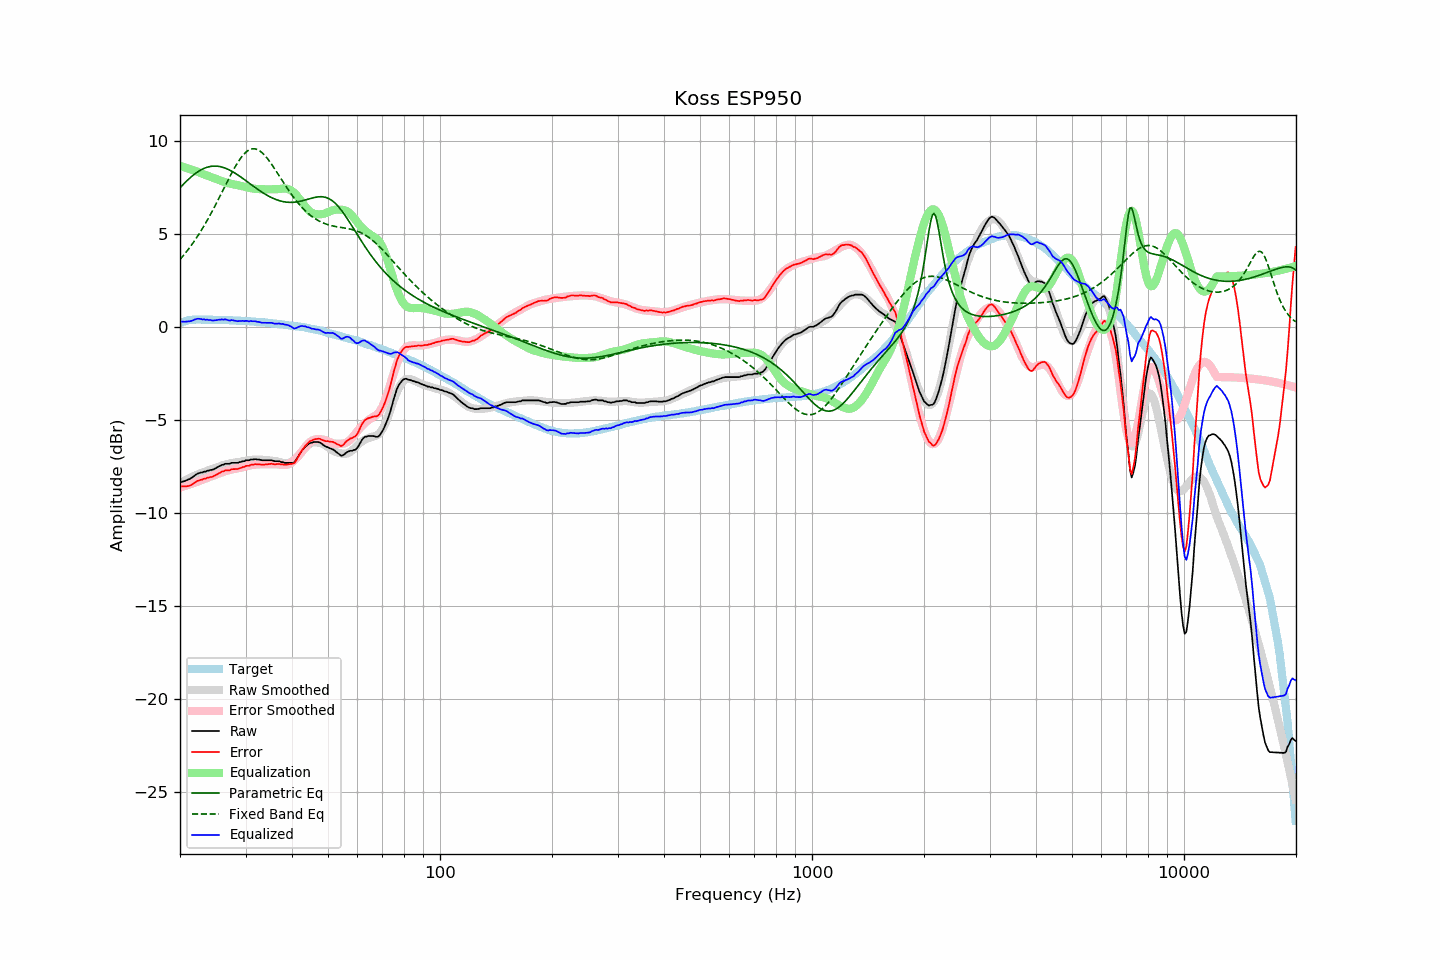 Koss ESP950
Amplitude (dBr)
10
5
0
−5
−10
−15
−20
−25
Target
Raw Smoothed
Error Smoothed
Raw
Error
Equalization
Parametric Eq
Fixed Band Eq
Equalized
100
1000
10000
Frequency (Hz)